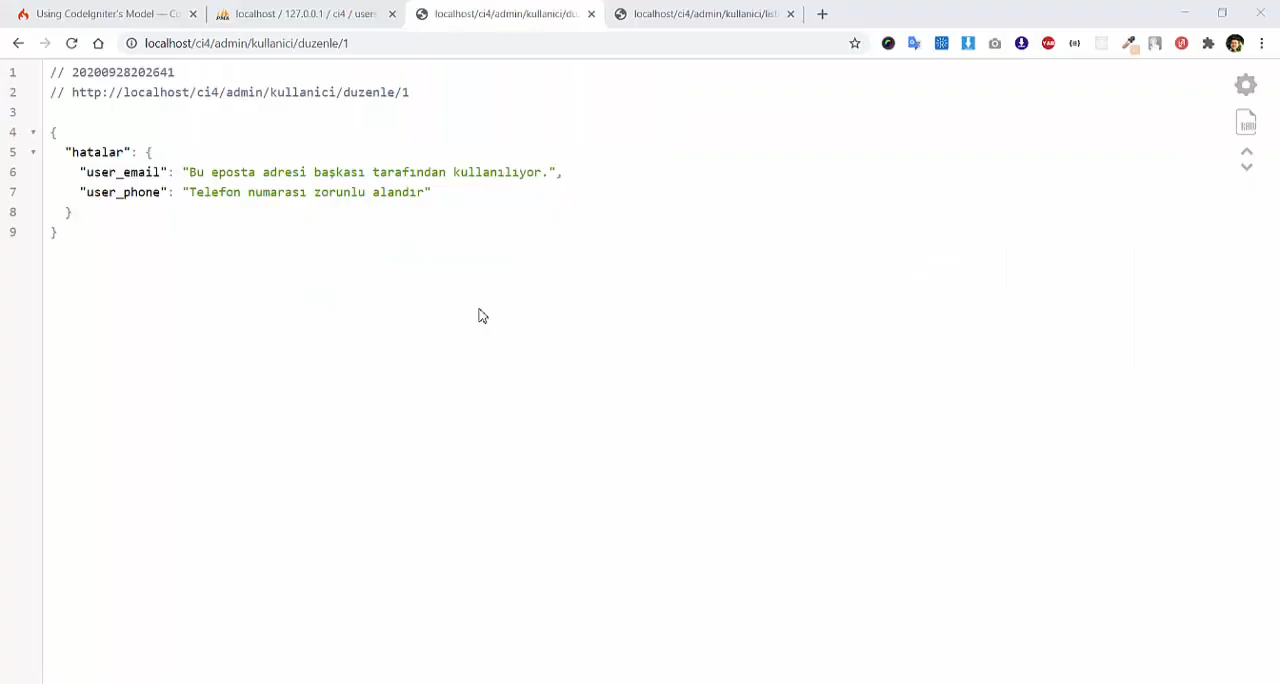 Using CodeIgniter's Model — Co
localhost / 127.0.0.1 / ci4 / users
localhost/ci4/admin/kullanici/du
localhost/ci4/admin/kullanici/list
localhost/ci4/admin/kullanici/duzenle/1
1 // 20200928202641
2 // http://localhost/ci4/admin/kullanici/duzenle/1
3
4 {
5 "hatalar": {
6 "user_email": "Bu eposta adresi başkası tarafından kullanılıyor.",
7 "user_phone": "Telefon numarası zorunlu alandır"
8 }
9 }